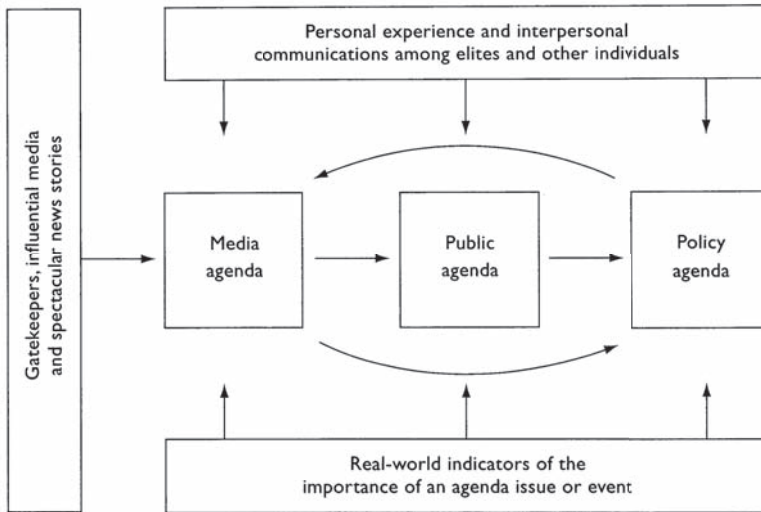 Personal experience and interpersonal
communications among elites and other individuals
Gatekeepers, influential media
and spectacular news stories
Media
agenda
Public
agenda
Policy
agenda
Real-world indicators of the
importance of an agenda issue or event